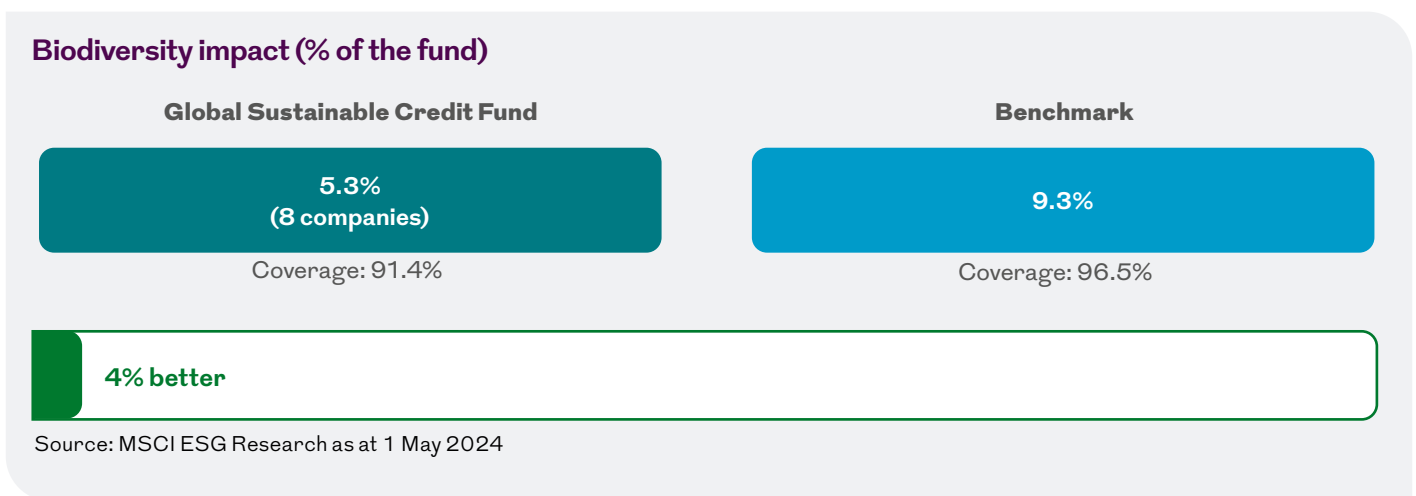 Biodiversity impact (% of the fund)
Global Sustainable Credit Fund
5.3%
(8 companies)
Coverage: 91.4%
Benchmark
9.3%
Coverage: 96.5%
4% better
Source: MSCI ESG Research as at 1 May 2024